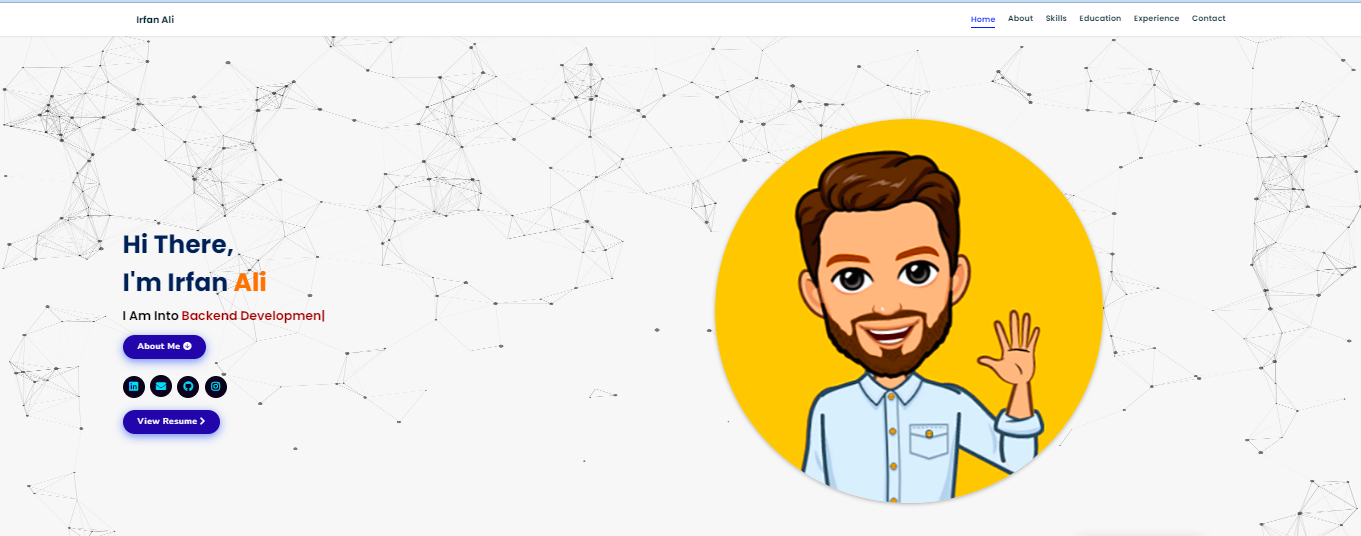 Irfan Ali
Home About Skills Education Experience Contact
Hi There,
I'm Irfan Ali
I Am Into Backend Developmen|
About Me
View Resume